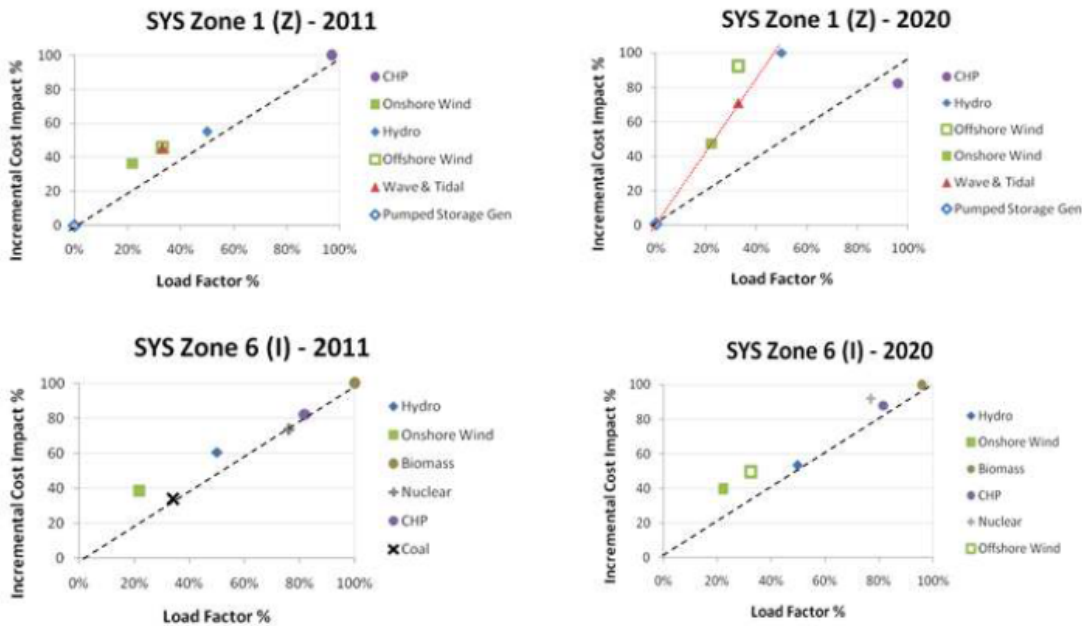 SYS Zone 1 (Z) - 2011
Incremental Cost Impact %
100
80
60
40
20
0
0% 20% 40% 60% 80% 100%
Load Factor %
CHP
Onshore Wind
Hydro
Offshore Wind
Wave & Tidal
Pumped Storage Gen
SYS Zone 1 (Z) - 2020
Incremental Cost Impact %
100
80
60
40
20
0
0% 20% 40% 60% 80% 100%
Load Factor %
CHP
Hydro
Offshore Wind
Onshore Wind
Wave & Tidal
Pumped Storage Gen
SYS Zone 6 (I) - 2011
Incremental Cost Impact %
100
80
60
40
20
0
0% 20% 40% 60% 80% 100%
Load Factor %
Hydro
Onshore Wind
Biomass
Nuclear
CHP
Coal
SYS Zone 6 (I) - 2020
Incremental Cost Impact %
100
80
60
40
20
0
0% 20% 40% 60% 80% 100%
Load Factor %
Hydro
Onshore Wind
Biomass
CHP
Nuclear
Offshore Wind